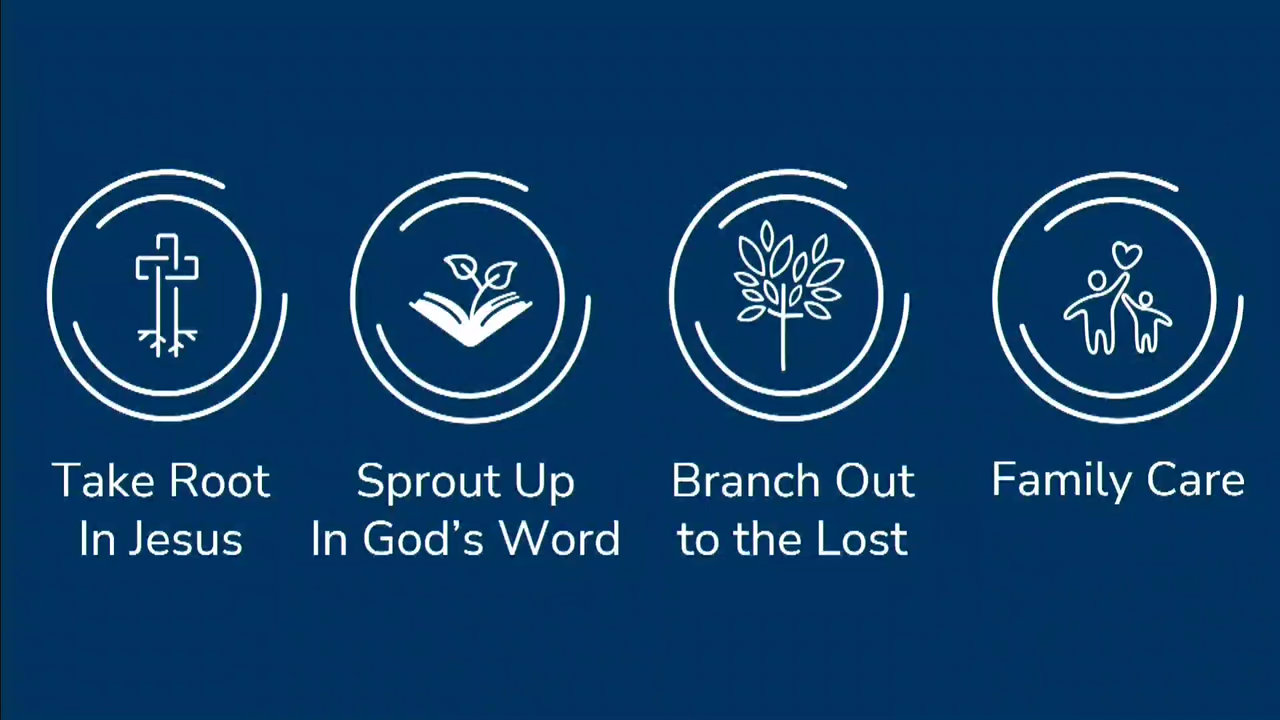 Take Root
In Jesus
Sprout Up
In God’s Word
Branch Out
to the Lost
Family Care